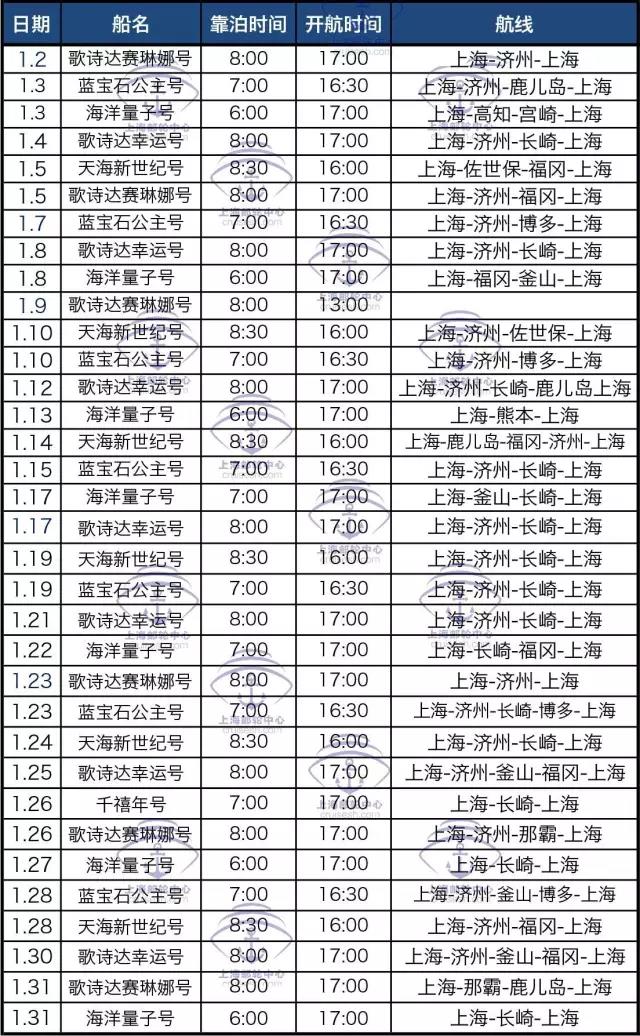 日期 船名 靠泊时间 开航时间 航线
1.2 歌诗达赛琳娜号 8:00 17:00 上海-济州-上海
1.3 蓝宝石公主号 7:00 16:30 上海-济州-鹿儿岛-上海
1.3 海洋量子号 6:00 17:00 上海-高知-宫崎-上海
1.4 歌诗达幸运号 8:00 17:00 上海-济州-长崎-上海
1.5 天海新世纪号 8:30 16:00 上海-佐世保-福冈-上海
1.5 歌诗达赛琳娜号 8:00 17:00 上海-济州-福冈-上海
1.7 蓝宝石公主号 7:00 16:30 上海-济州-博多-上海
1.8 歌诗达幸运号 8:00 17:00 上海-济州-长崎-上海
1.8 海洋量子号 6:00 17:00 上海-福冈-釜山-上海
1.9 歌诗达赛琳娜号 8:00 13:00
1.10 天海新世纪号 8:30 16:00 上海-济州-佐世保-上海
1.10 蓝宝石公主号 7:00 16:30 上海-济州-博多-上海
1.12 歌诗达幸运号 8:00 17:00 上海-济州-长崎-鹿儿岛上海
1.13 海洋量子号 6:00 17:00 上海-熊本-上海
1.14 天海新世纪号 8:30 16:00 上海-鹿儿岛-福冈-济州-上海
1.15 蓝宝石公主号 7:00 16:30 上海-济州-长崎-上海
1.17 海洋量子号 7:00 17:00 上海-釜山-长崎-上海
1.17 歌诗达幸运号 8:00 17:00 上海-济州-长崎-上海
1.19 天海新世纪号 8:30 16:00 上海-济州-长崎-上海
1.19 蓝宝石公主号 7:00 16:30 上海-济州-长崎-上海
1.21 歌诗达幸运号 8:00 17:00 上海-济州-长崎-上海
1.22 海洋量子号 7:00 17:00 上海-长崎-福冈-上海
1.23 歌诗达赛琳娜号 8:00 17:00 上海-济州-上海
1.23 蓝宝石公主号 7:00 16:30 上海-济州-长崎-博多-上海
1.24 天海新世纪号 8:30 16:00 上海-济州-长崎-上海
1.25 歌诗达幸运号 8:00 17:00 上海-济州-釜山-福冈-上海
1.26 千禧年号 7:00 17:00 上海-长崎-上海
1.26 歌诗达赛琳娜号 8:00 17:00 上海-济州-那霸-上海
1.27 海洋量子号 6:00 17:00 上海-长崎-上海
1.28 蓝宝石公主号 7:00 16:30 上海-济州-釜山-博多-上海
1.28 天海新世纪号 8:30 16:00 上海-济州-福冈-上海
1.30 歌诗达幸运号 8:00 17:00 上海-济州-釜山-福冈-上海
1.31 歌诗达赛琳娜号 8:00 17:00 上海-那霸-鹿儿岛-上海
1.31 海洋量子号 6:00 17:00 上海-长崎-上海
上海邮轮中心
cruisesh.com